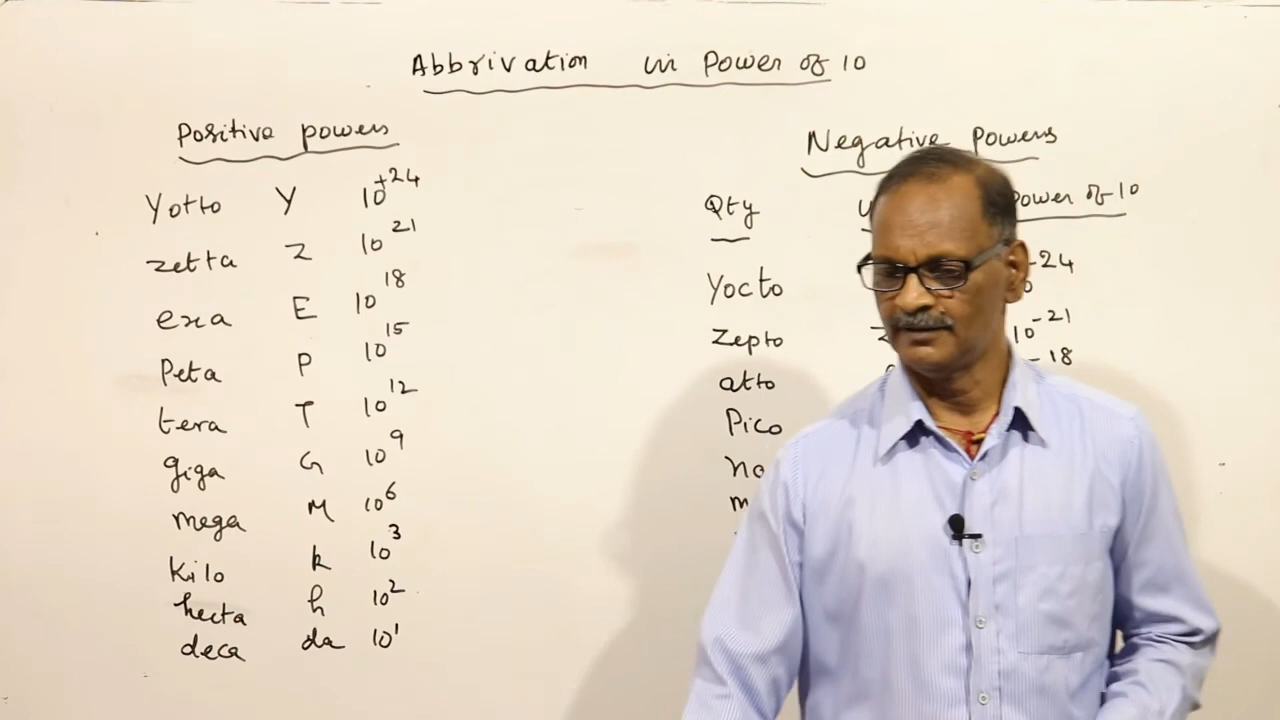 Abbrivation in Power of 10
Positive powers
Yotto Y 10+24
zetta Z 10 21
exa E 10 18
Peta P 10 15
tera T 10 12
giga G 10 9
mega M 10 6
Kilo k 10 3
hecta h 10 2
deca da 10 1
Negative Powers
Qty Power of 10
Yocto -24
Zepto 10 -21
atto -18
Pico